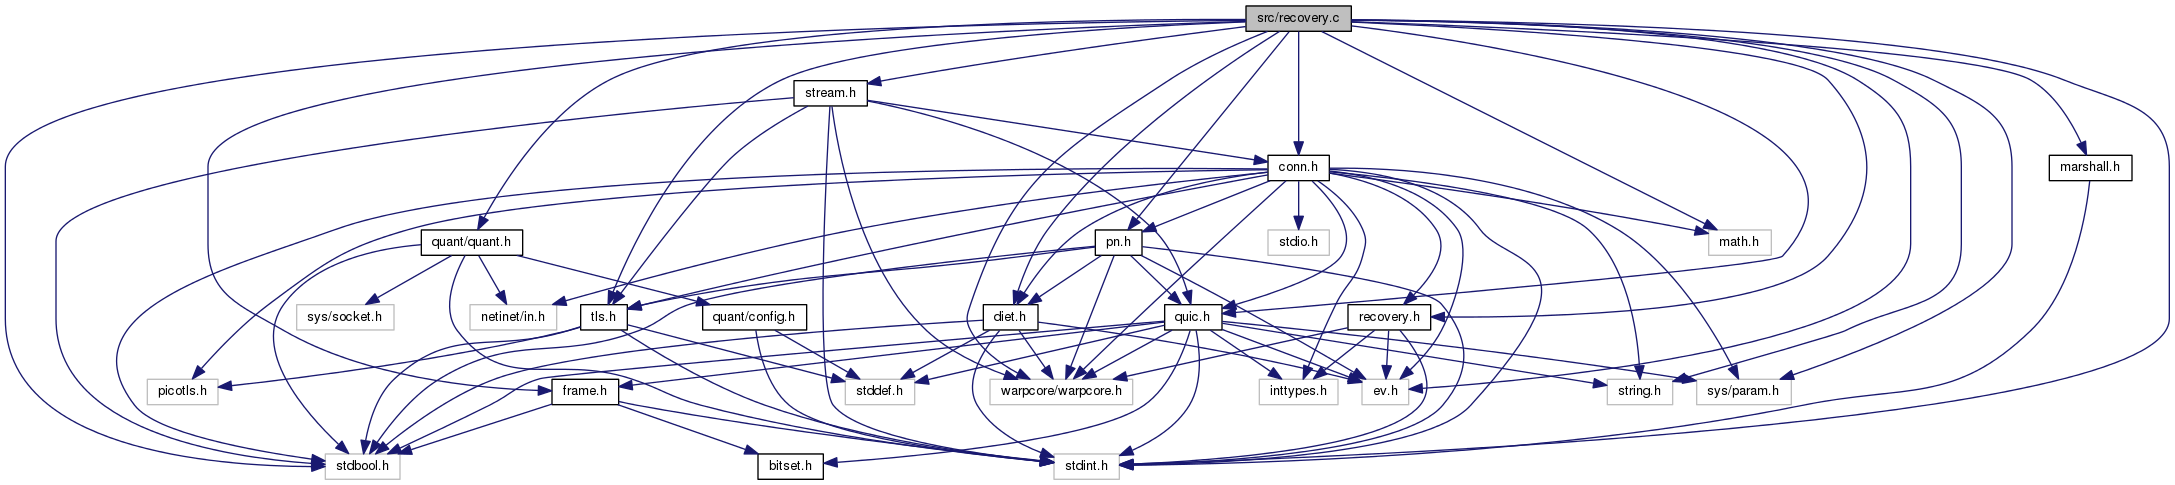 src/recovery.c
stream.h
conn.h
marshall.h
quant/quant.h
pn.h
stdio.h
math.h
sys/socket.h
netinet/in.h
tls.h
quant/config.h
diet.h
quic.h
recovery.h
picotls.h
frame.h
stddef.h
warpcore/warpcore.h
inttypes.h
ev.h
string.h
sys/param.h
stdbool.h
bitset.h
stdint.h